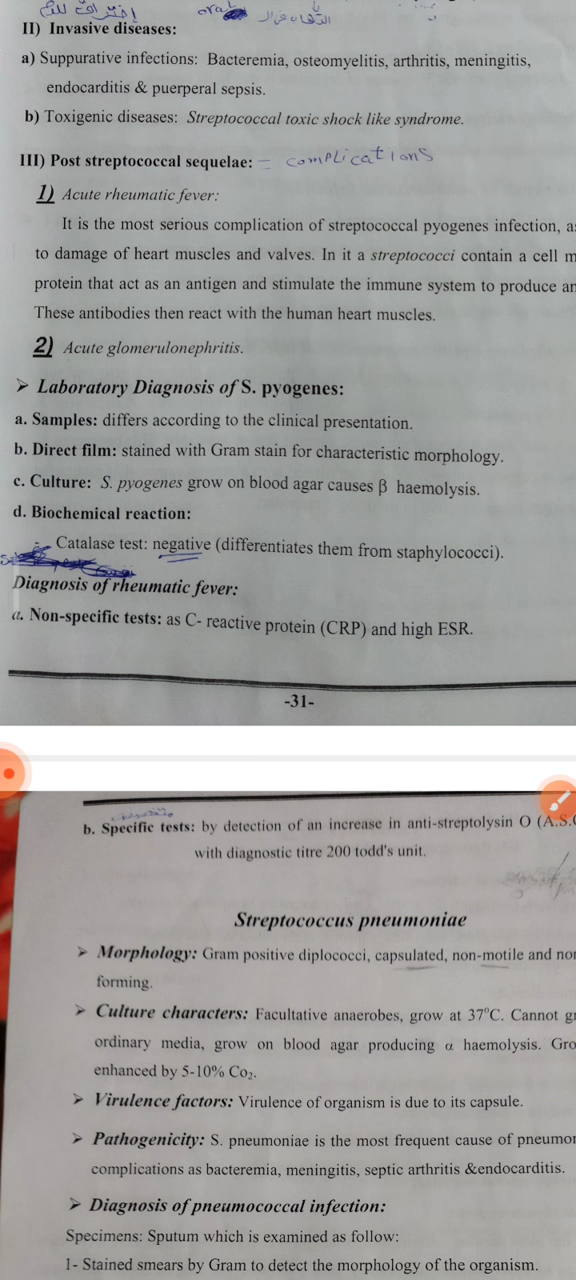 II) Invasive diseases:
a) Suppurative infections: Bacteremia, osteomyelitis, arthritis, meningitis,
endocarditis & puerperal sepsis.
b) Toxigenic diseases: Streptococcal toxic shock like syndrome.
III) Post streptococcal sequelae: = complications
1) Acute rheumatic fever:
It is the most serious complication of streptococcal pyogenes infection, a
to damage of heart muscles and valves. In it a streptococci contain a cell m
protein that act as an antigen and stimulate the immune system to produce an
These antibodies then react with the human heart muscles.
2) Acute glomerulonephritis.
➢ Laboratory Diagnosis of S. pyogenes:
a. Samples: differs according to the clinical presentation.
b. Direct film: stained with Gram stain for characteristic morphology.
c. Culture: S. pyogenes grow on blood agar causes β haemolysis.
d. Biochemical reaction:
Catalase test: negative (differentiates them from staphylococci).
Diagnosis of rheumatic fever:
a. Non-specific tests: as C- reactive protein (CRP) and high ESR.
-31-
b. Specific tests: by detection of an increase in anti-streptolysin O (A.S.
with diagnostic titre 200 todd's unit.
Streptococcus pneumoniae
➢ Morphology: Gram positive diplococci, capsulated, non-motile and no
forming.
➢ Culture characters: Facultative anaerobes, grow at 37°C. Cannot g
ordinary media, grow on blood agar producing α haemolysis. Gro
enhanced by 5-10% Co₂.
➢ Virulence factors: Virulence of organism is due to its capsule.
➢ Pathogenicity: S. pneumoniae is the most frequent cause of pneumo
complications as bacteremia, meningitis, septic arthritis &endocarditis.
➢ Diagnosis of pneumococcal infection:
Specimens: Sputum which is examined as follow:
1- Stained smears by Gram to detect the morphology of the organism.